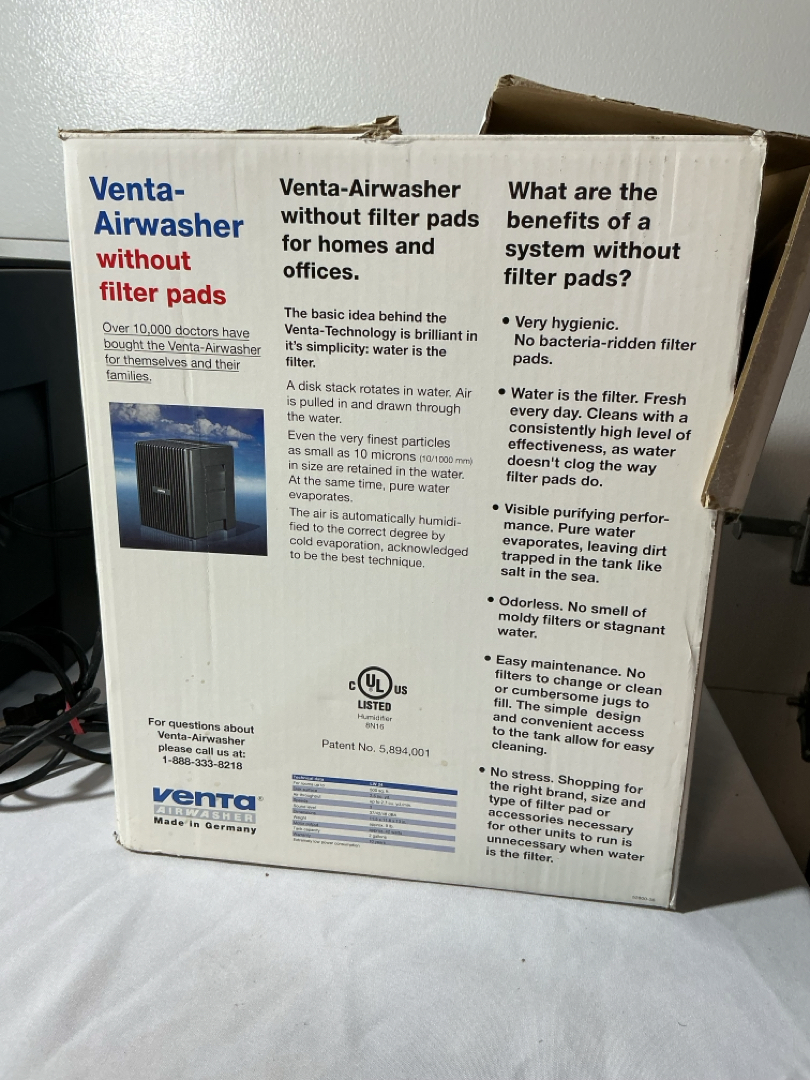 Venta-
Airwasher
without
filter pads
Over 10,000 doctors have
bought the Venta-Airwasher
for themselves and their
families.
For questions about
Venta-Airwasher
please call us at:
1-888-333-8218
venta®
AIRWASHER
Made in Germany
Venta-Airwasher
without filter pads
for homes and
offices.
The basic idea behind the
Venta-Technology is brilliant in
it's simplicity: water is the
filter.
A disk stack rotates in water. Air
is pulled in and drawn through
the water.
Even the very finest particles
as small as 10 microns (10/1000 mm)
in size are retained in the water.
At the same time, pure water
evaporates.
The air is automatically humidi-
fied to the correct degree by
cold evaporation, acknowledged
to be the best technique.
C UL® US
LISTED
Humidifier
8N16
Patent No. 5,894,001
Technical data
What are the
benefits of a
system without
filter pads?
• Very hygienic.
No bacteria-ridden filter
pads.
• Water is the filter. Fresh
every day. Cleans with a
consistently high level of
effectiveness, as water
doesn't clog the way
filter pads do.
• Visible purifying perfor-
mance. Pure water
evaporates, leaving dirt
trapped in the tank like
salt in the sea.
• Odorless. No smell of
moldy filters or stagnant
water.
• Easy maintenance. No
filters to change or clean
or cumbersome jugs to
fill. The simple design
and convenient access
to the tank allow for easy
cleaning.
• No stress. Shopping for
the right brand, size and
type of filter pad or
accessories necessary
for other units to run is
unnecessary when water
is the filter.